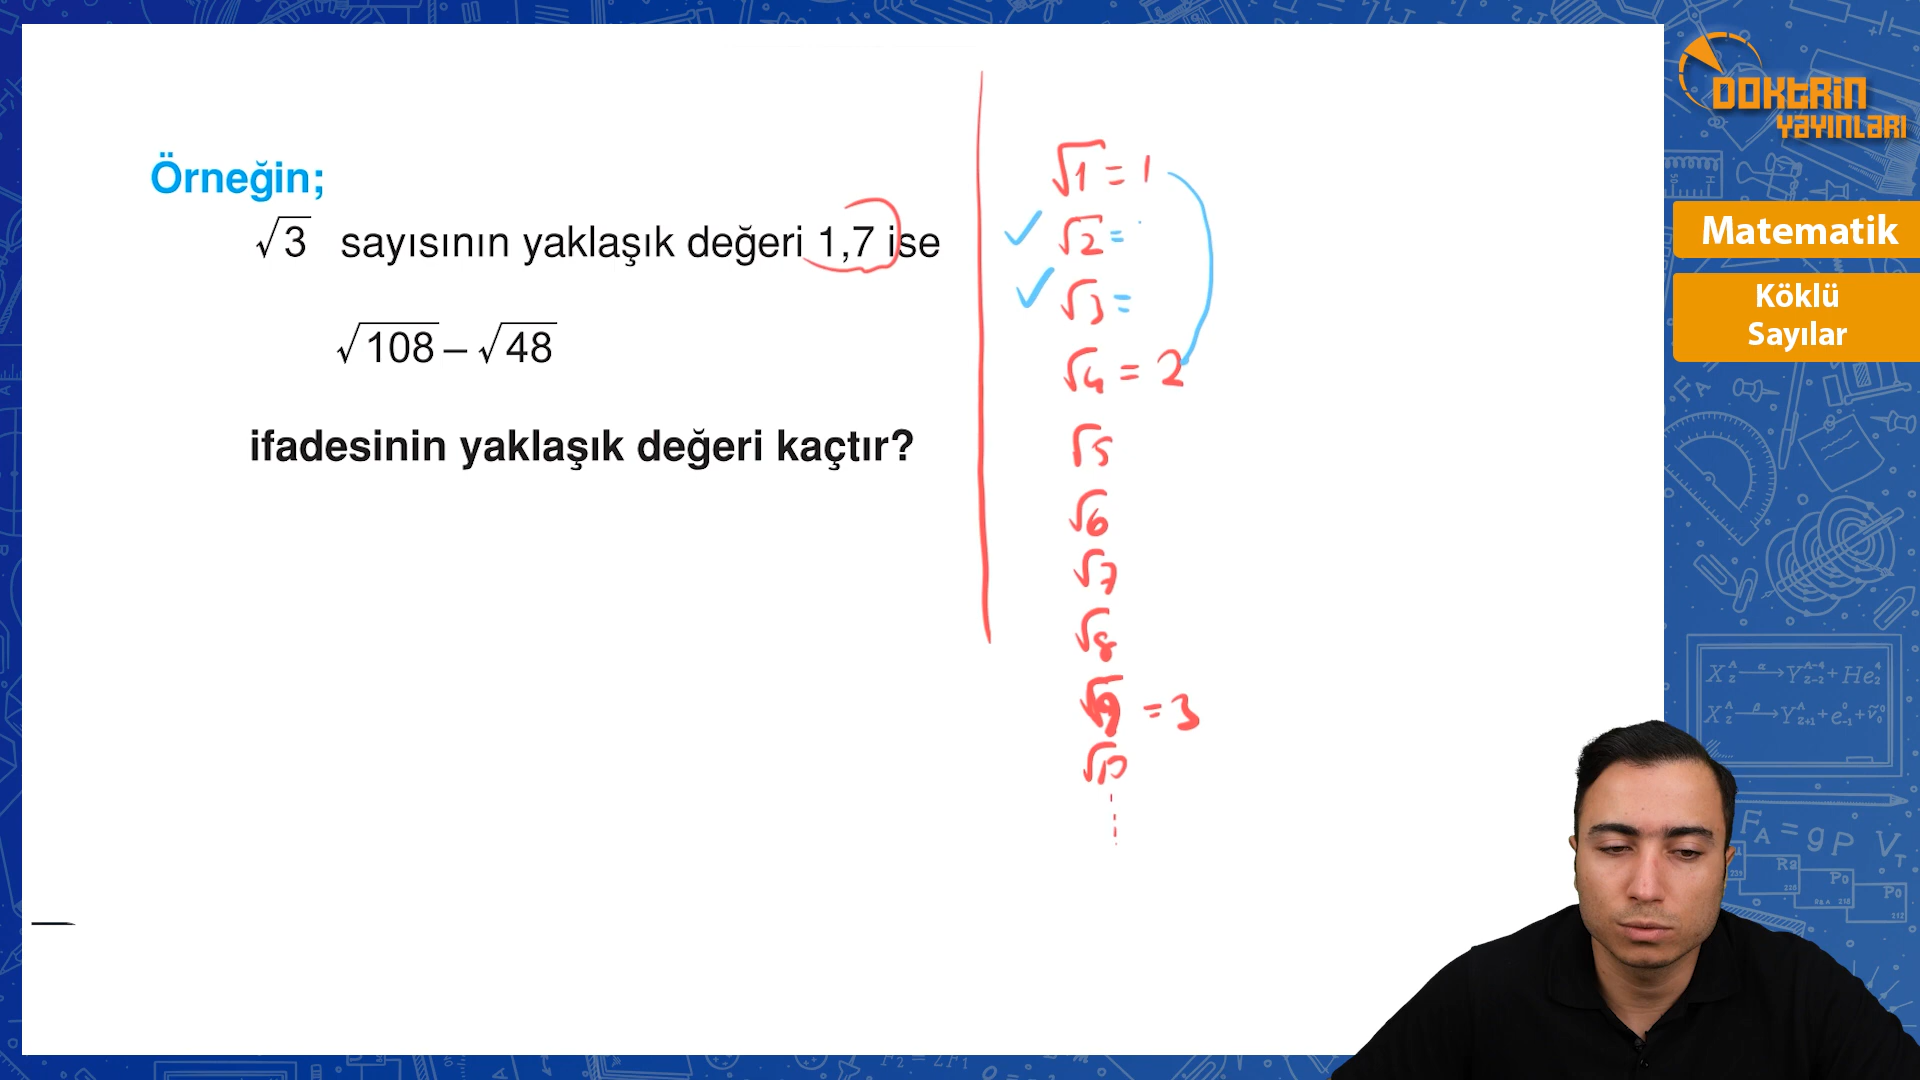 Örneğin;
√3 sayısının yaklaşık değeri 1,7 ise
√108 – √48
ifadesinin yaklaşık değeri kaçtır?
√1 = 1
√2 =
√3 =
√4 = 2
√5
√6
√7
√8
√9 = 3
√10
DOKTRİN
YAYINLARI
Matematik
Köklü
Sayılar